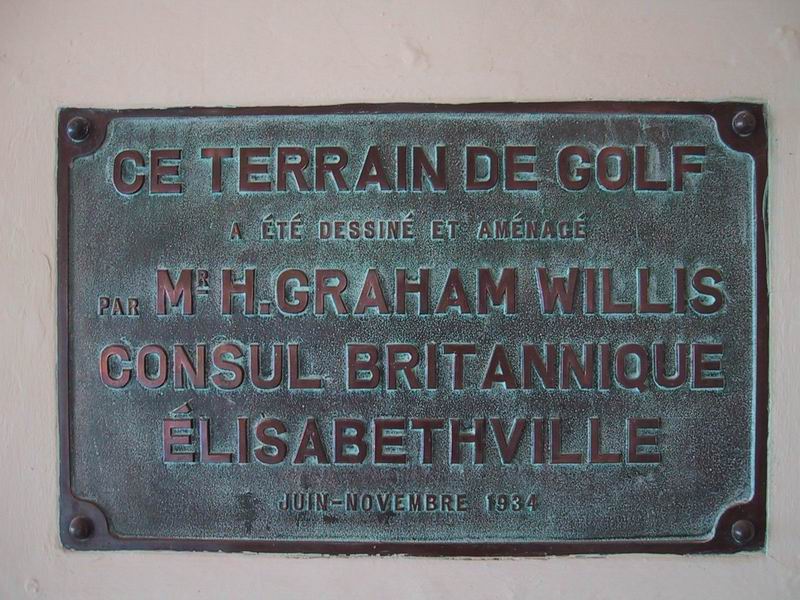 CE TERRAIN DE GOLF
A ÉTÉ DESSINÉ ET AMÉNAGÉ
PAR MR H. GRAHAM WILLIS
CONSUL BRITANNIQUE
ÉLISABETHVILLE
JUIN-NOVEMBRE 1934